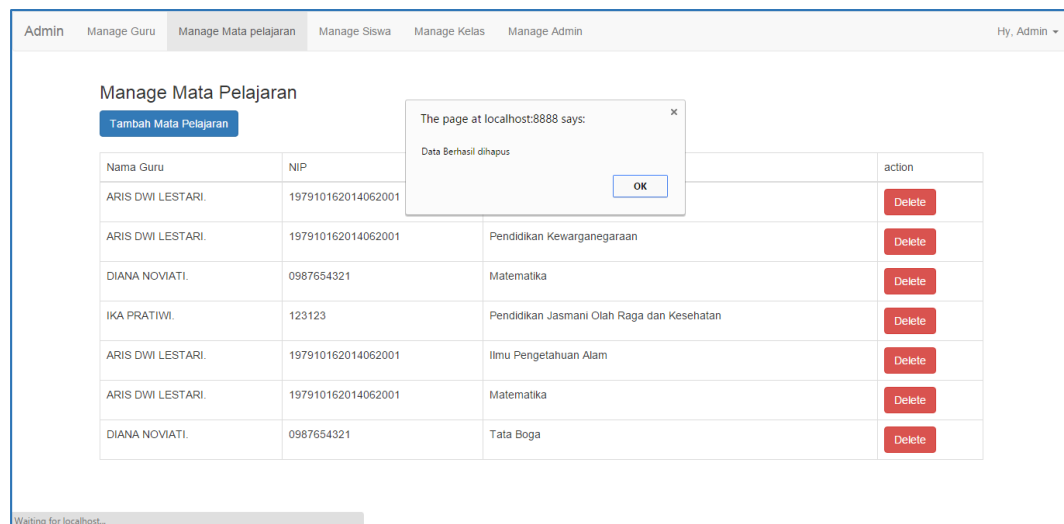 Admin Manage Guru Manage Mata pelajaran Manage Siswa Manage Kelas Manage Admin Hy, Admin
Manage Mata Pelajaran
Tambah Mata Pelajaran
The page at localhost:8888 says:
Data Berhasil dihapus
OK
Nama Guru NIP action
ARIS DWI LESTARI. 197910162014062001 Delete
ARIS DWI LESTARI. 197910162014062001 Pendidikan Kewarganegaraan Delete
DIANA NOVIATI. 0987654321 Matematika Delete
IKA PRATIWI. 123123 Pendidikan Jasmani Olah Raga dan Kesehatan Delete
ARIS DWI LESTARI. 197910162014062001 Ilmu Pengetahuan Alam Delete
ARIS DWI LESTARI. 197910162014062001 Matematika Delete
DIANA NOVIATI. 0987654321 Tata Boga Delete
Waiting for localhost...